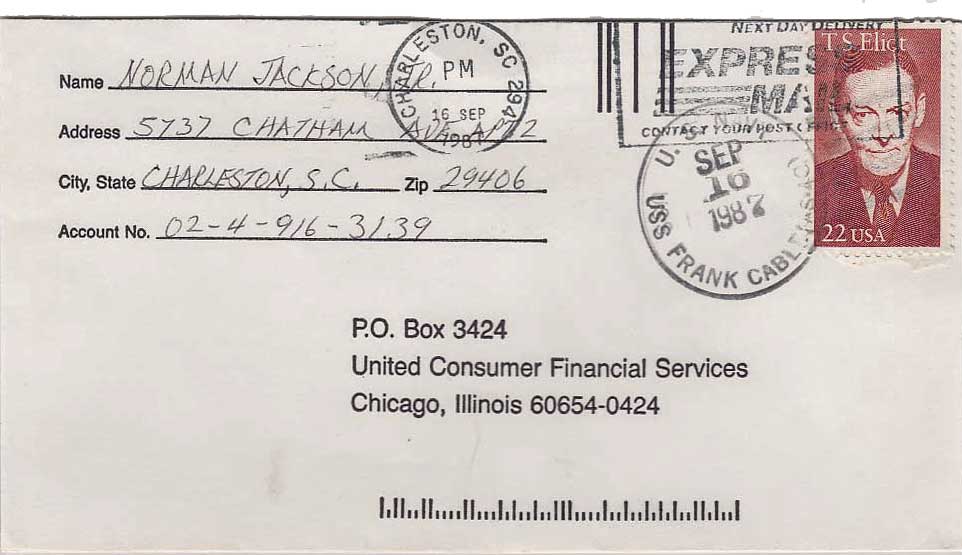 Name NORMAN JACKSON, JR.
Address 5737 CHATHAM AVE APT 2
City, State CHARLESTON, S.C. Zip 29406
Account No. 02-4-916-3139
CHARLESTON, SC 294
PM
16 SEP
1987
NEXT DAY DELIVERY
EXPRESS
MAIL
CONTACT YOUR POST OFFICE
U.S. NAVY
SEP
16
1987
USS FRANK CABLE
T.S.Eliot
22 USA
P.O. Box 3424
United Consumer Financial Services
Chicago, Illinois 60654-0424